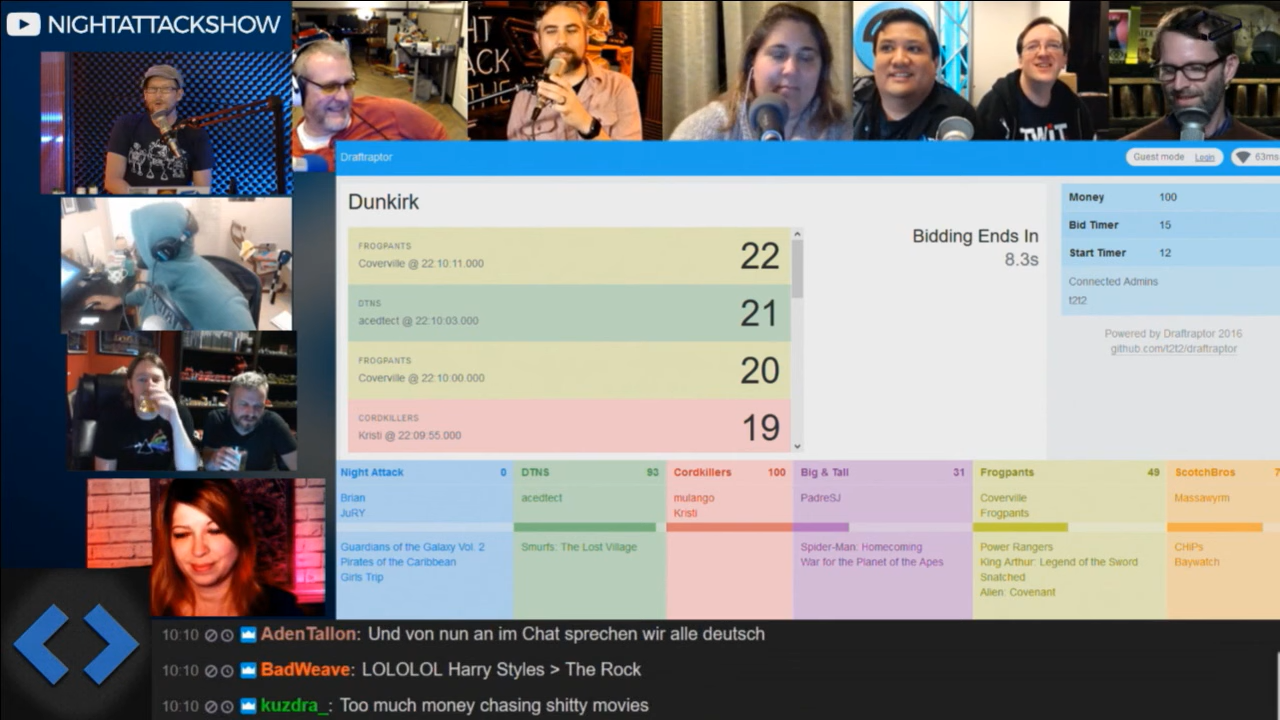 NIGHTATTACKSHOW
TWiT
Draftraptor
Guest mode Login 63ms
Dunkirk
FROGPANTS
Coverville @ 22:10:11.000
22
DTNS
acedtect @ 22:10:03.000
21
FROGPANTS
Coverville @ 22:10:00.000
20
CORDKILLERS
Kristi @ 22:09:55.000
19
Bidding Ends In
8.3s
Money 100
Bid Timer 15
Start Timer 12
Connected Admins
t2t2
Powered by Draftraptor 2016
github.com/t2t2/draftraptor
Night Attack 0
Brian
JuRY
Guardians of the Galaxy Vol. 2
Pirates of the Caribbean
Girls Trip
DTNS 93
acedtect
Smurfs: The Lost Village
Cordkillers 100
mulango
Kristi
Big & Tall 31
PadreSJ
Spider-Man: Homecoming
War for the Planet of the Apes
Frogpants 49
Coverville
Frogpants
Power Rangers
King Arthur: Legend of the Sword
Snatched
Alien: Covenant
ScotchBros 7
Massawyrm
CHiPs
Baywatch
10:10 AdenTallon: Und von nun an im Chat sprechen wir alle deutsch
10:10 BadWeave: LOLOLOL Harry Styles > The Rock
10:10 kuzdra_: Too much money chasing shitty movies